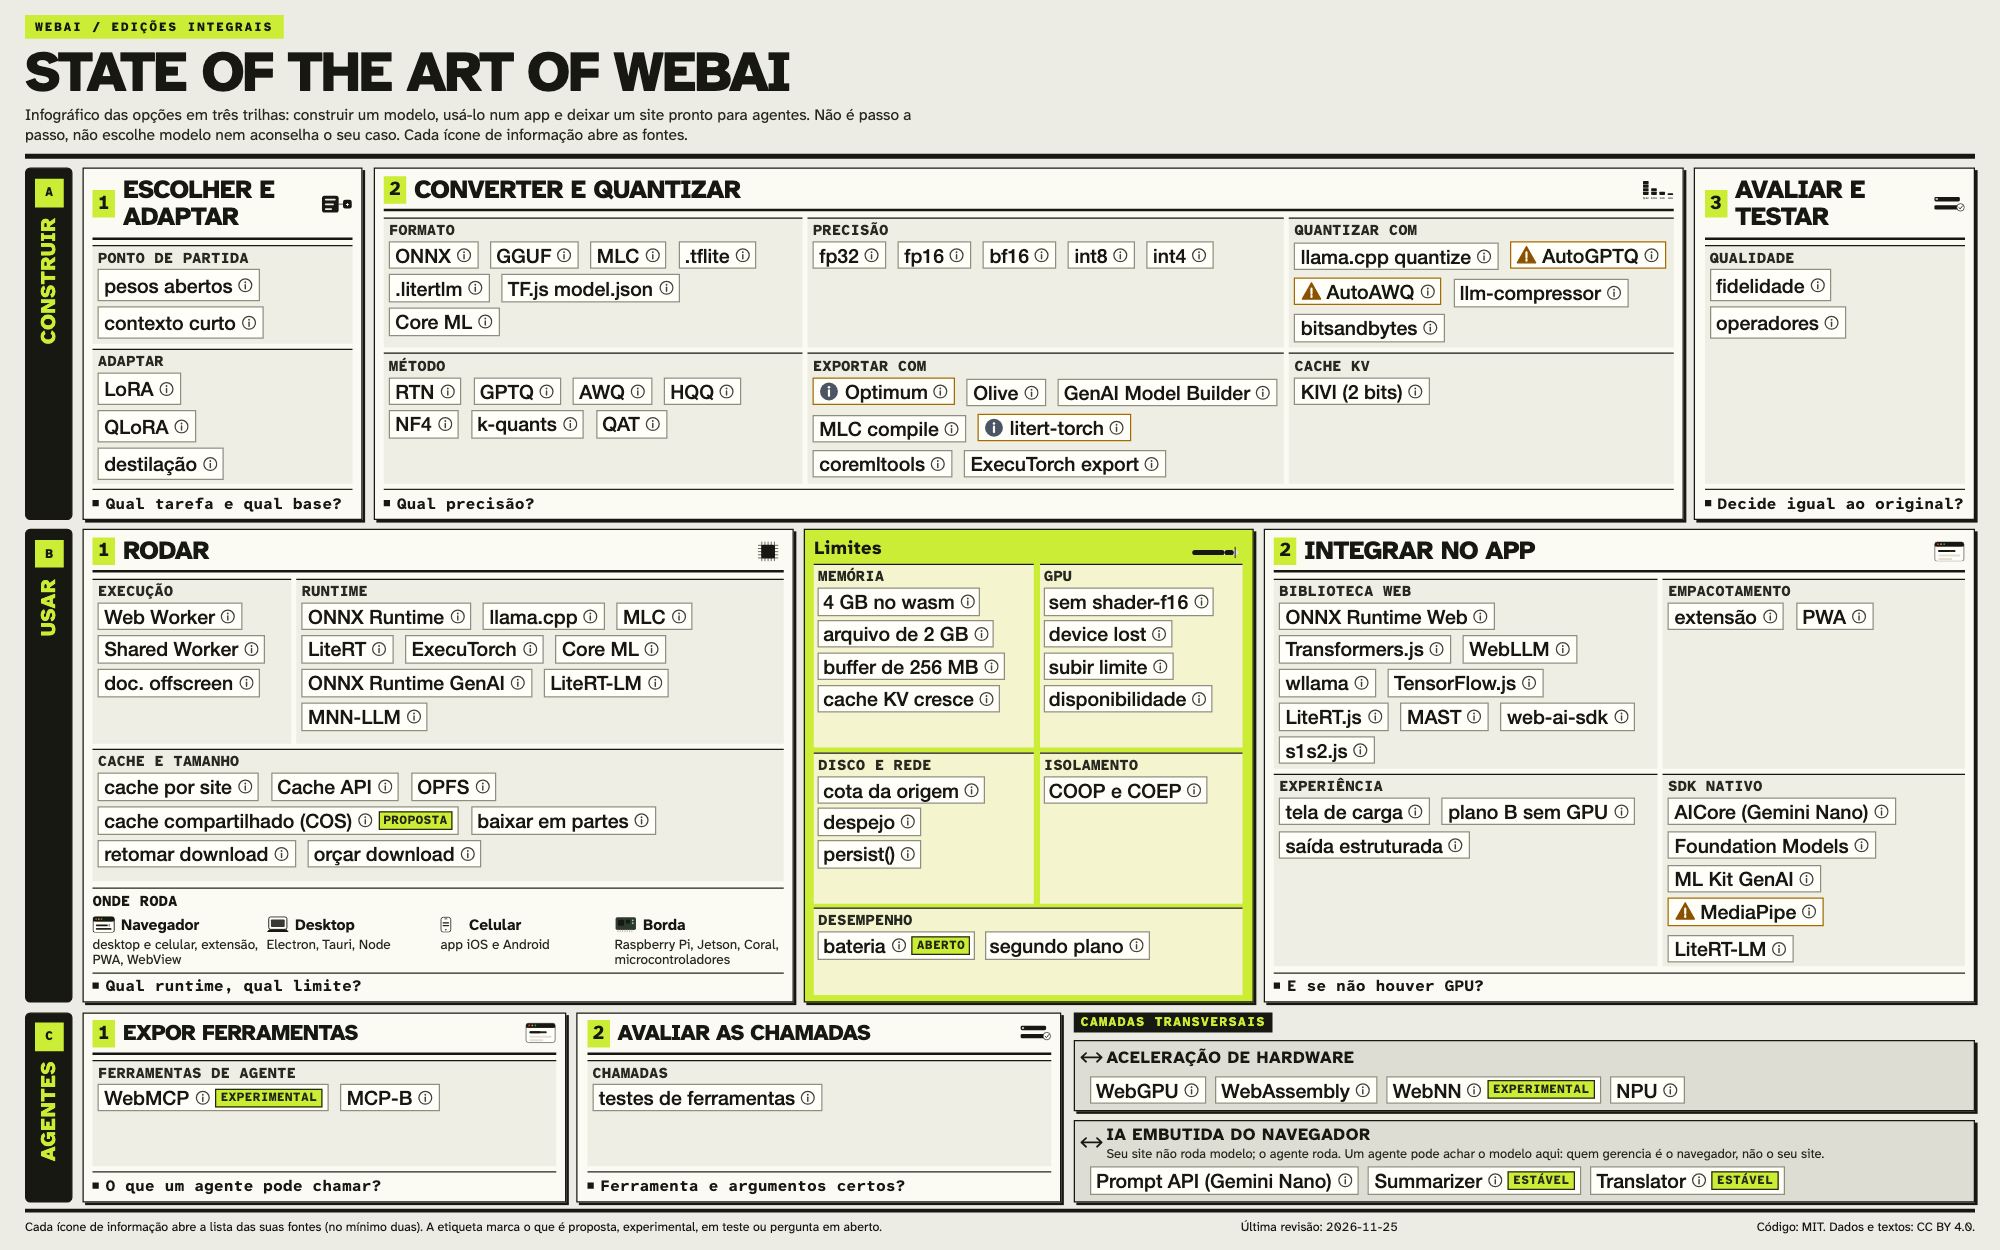 WEBAI / EDIÇÕES INTEGRAIS
STATE OF THE ART OF WEBAI
Infográfico das opções em três trilhas: construir um modelo, usá-lo num app e deixar um site pronto para agentes. Não é passo a
passo, não escolhe modelo nem aconselha o seu caso. Cada ícone de informação abre as fontes.
A
CONSTRUIR
1 ESCOLHER E
ADAPTAR
PONTO DE PARTIDA
pesos abertos
contexto curto
ADAPTAR
LoRA
QLoRA
destilação
Qual tarefa e qual base?
2 CONVERTER E QUANTIZAR
FORMATO
ONNX GGUF MLC .tflite
.litertlm TF.js model.json
Core ML
PRECISÃO
fp32 fp16 bf16 int8 int4
QUANTIZAR COM
llama.cpp quantize AutoGPTQ
AutoAWQ llm-compressor
bitsandbytes
MÉTODO
RTN GPTQ AWQ HQQ
NF4 k-quants QAT
EXPORTAR COM
Optimum Olive GenAI Model Builder
MLC compile litert-torch
coremltools ExecuTorch export
CACHE KV
KIVI (2 bits)
Qual precisão?
3 AVALIAR E
TESTAR
QUALIDADE
fidelidade
operadores
Decide igual ao original?
B
USAR
1 RODAR
EXECUÇÃO
Web Worker
Shared Worker
doc. offscreen
RUNTIME
ONNX Runtime llama.cpp MLC
LiteRT ExecuTorch Core ML
ONNX Runtime GenAI LiteRT-LM
MNN-LLM
CACHE E TAMANHO
cache por site Cache API OPFS
cache compartilhado (COS) PROPOSTA baixar em partes
retomar download orçar download
ONDE RODA
Navegador
desktop e celular, extensão,
PWA, WebView
Desktop
Electron, Tauri, Node
Celular
app iOS e Android
Borda
Raspberry Pi, Jetson, Coral,
microcontroladores
Qual runtime, qual limite?
Limites
MEMÓRIA
4 GB no wasm
arquivo de 2 GB
buffer de 256 MB
cache KV cresce
GPU
sem shader-f16
device lost
subir limite
disponibilidade
DISCO E REDE
cota da origem
despejo
persist()
ISOLAMENTO
COOP e COEP
DESEMPENHO
bateria ABERTO segundo plano
2 INTEGRAR NO APP
BIBLIOTECA WEB
ONNX Runtime Web
Transformers.js WebLLM
wllama TensorFlow.js
LiteRT.js MAST web-ai-sdk
s1s2.js
EMPACOTAMENTO
extensão PWA
EXPERIÊNCIA
tela de carga plano B sem GPU
saída estruturada
SDK NATIVO
AICore (Gemini Nano)
Foundation Models
ML Kit GenAI
MediaPipe
LiteRT-LM
E se não houver GPU?
C
AGENTES
1 EXPOR FERRAMENTAS
FERRAMENTAS DE AGENTE
WebMCP EXPERIMENTAL MCP-B
O que um agente pode chamar?
2 AVALIAR AS CHAMADAS
CHAMADAS
testes de ferramentas
Ferramenta e argumentos certos?
CAMADAS TRANSVERSAIS
ACELERAÇÃO DE HARDWARE
WebGPU WebAssembly WebNN EXPERIMENTAL NPU
IA EMBUTIDA DO NAVEGADOR
Seu site não roda modelo; o agente roda. Um agente pode achar o modelo aqui: quem gerencia é o navegador, não o seu site.
Prompt API (Gemini Nano) Summarizer ESTÁVEL Translator ESTÁVEL
Cada ícone de informação abre a lista das suas fontes (no mínimo duas). A etiqueta marca o que é proposta, experimental, em teste ou pergunta em aberto.
Última revisão: 2026-11-25
Código: MIT. Dados e textos: CC BY 4.0.